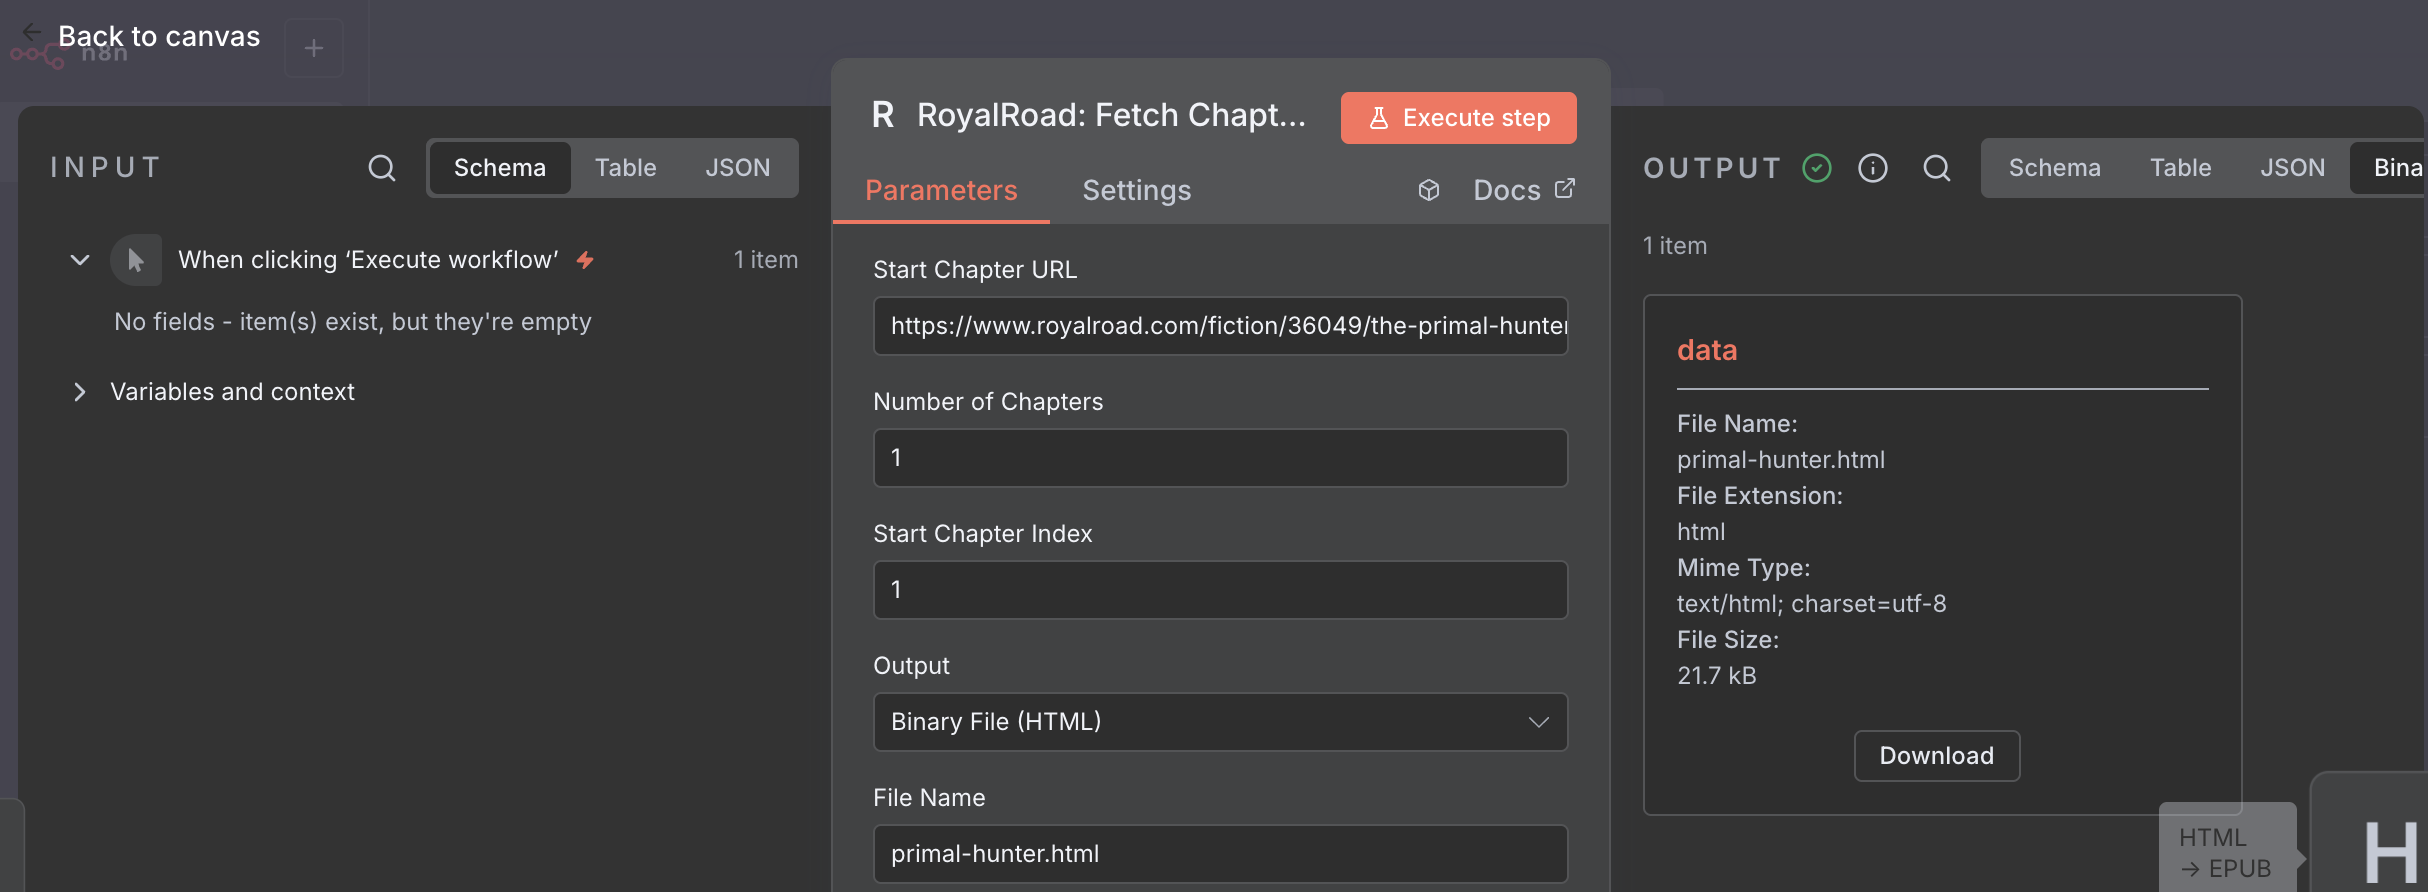 Back to canvas
n8n
INPUT
Schema
Table
JSON
When clicking ‘Execute workflow’
1 item
No fields - item(s) exist, but they're empty
Variables and context
R RoyalRoad: Fetch Chapt...
Execute step
Parameters
Settings
Docs
Start Chapter URL
https://www.royalroad.com/fiction/36049/the-primal-hunter
Number of Chapters
1
Start Chapter Index
1
Output
Binary File (HTML)
File Name
primal-hunter.html
OUTPUT
Schema
Table
JSON
Bina
1 item
data
File Name:
primal-hunter.html
File Extension:
html
Mime Type:
text/html; charset=utf-8
File Size:
21.7 kB
Download
HTML
→ EPUB
H